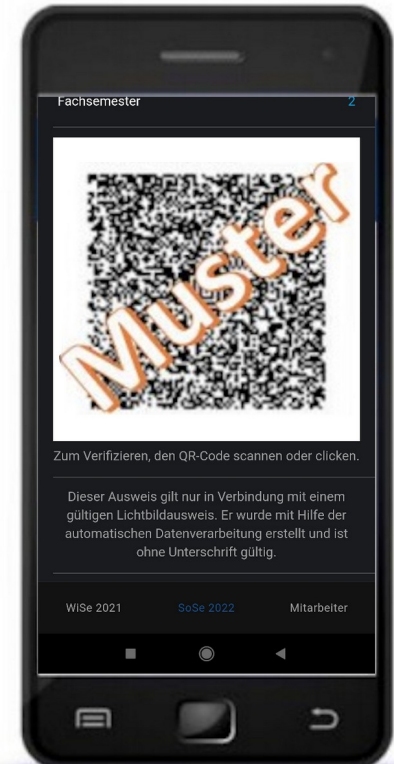 Fachsemester 2
Muster
Zum Verifizieren, den QR-Code scannen oder clicken.
Dieser Ausweis gilt nur in Verbindung mit einem
gültigen Lichtbildausweis. Er wurde mit Hilfe der
automatischen Datenverarbeitung erstellt und ist
ohne Unterschrift gültig.
WiSe 2021 SoSe 2022 Mitarbeiter